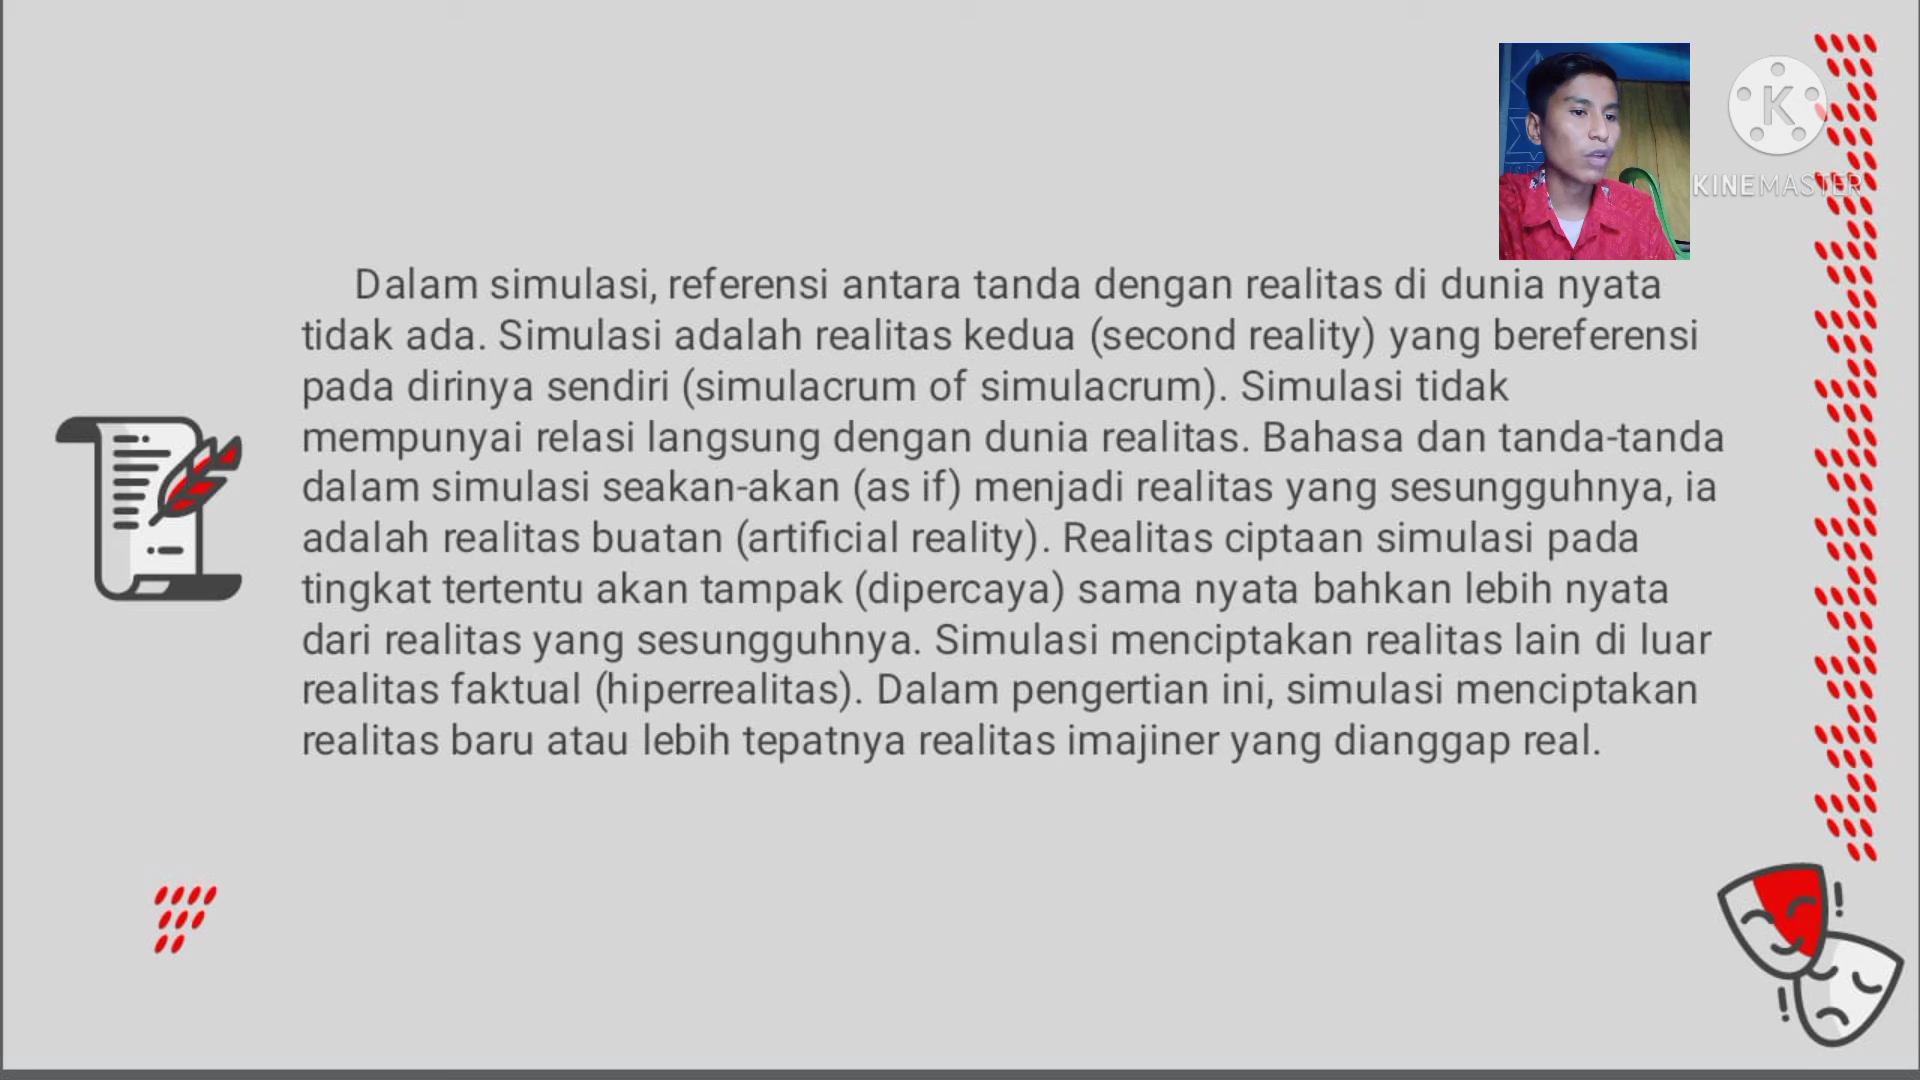 K
KINEMASTER
Dalam simulasi, referensi antara tanda dengan realitas di dunia nyata
tidak ada. Simulasi adalah realitas kedua (second reality) yang bereferensi
pada dirinya sendiri (simulacrum of simulacrum). Simulasi tidak
mempunyai relasi langsung dengan dunia realitas. Bahasa dan tanda-tanda
dalam simulasi seakan-akan (as if) menjadi realitas yang sesungguhnya, ia
adalah realitas buatan (artificial reality). Realitas ciptaan simulasi pada
tingkat tertentu akan tampak (dipercaya) sama nyata bahkan lebih nyata
dari realitas yang sesungguhnya. Simulasi menciptakan realitas lain di luar
realitas faktual (hiperrealitas). Dalam pengertian ini, simulasi menciptakan
realitas baru atau lebih tepatnya realitas imajiner yang dianggap real.